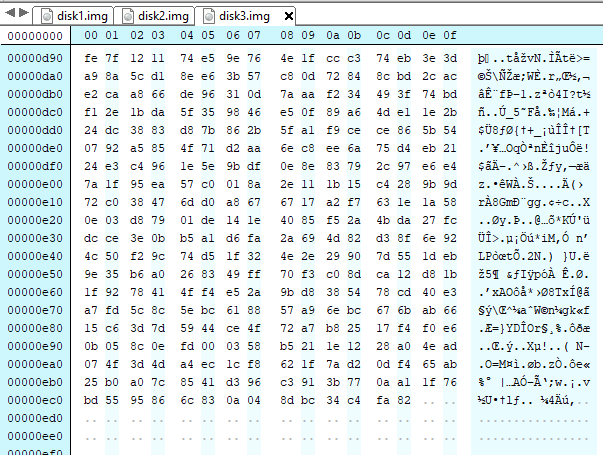 disk1.img disk2.img disk3.img
00000000 00 01 02 03 04 05 06 07 08 09 0a 0b 0c 0d 0e 0f
00000d90 fe 7f 12 11 74 e5 9e 76 4e 1f cc c3 74 eb 3e 3d þ▯..tåžvN.ÌÃtë>=
00000da0 a9 8a 5c d1 8e e6 3b 57 c8 0d 72 84 8c bd 2c ac ©Š\ÑŽæ;WÈ.r„Œ½,¬
00000db0 e2 ca a8 66 de 96 31 0d 7a aa f2 34 49 3f 74 bd âÊ¨fÞ–1.zªò4I?t½
00000dc0 f1 2e 1b da 5f 35 98 46 e5 0f 89 a6 4d e1 1e 2b ñ..Ú_5˜Få.‰¦Má.+
00000dd0 24 dc 38 83 d8 7b 86 2b 5f a1 f9 ce ce 86 5b 54 $Ü8ƒØ{†+_¡ùÎÎ†[T
00000de0 07 92 a5 85 4f 71 d2 aa 6e c8 ee 6a 75 d4 eb 21 .’¥…OqÒªnÈîjuÔë!
00000df0 24 e3 c4 96 1e 5e 9b df 0e 8e 83 79 2c 97 e6 e4 $ãÄ–.^›ß.Žƒy,—æä
00000e00 7a 1f 95 ea 57 c0 01 8a 2e 11 1b 15 c4 28 9b 9d z.•êWÀ.Š....Ä(›
00000e10 72 c0 38 47 6d d0 a8 67 67 17 a2 f7 63 1e 1a 58 rÀ8GmÐ¨gg.¢÷c..X
00000e20 0e 03 d8 79 01 de 14 1e 40 85 f5 2a 4b da 27 fc ..Øy.Þ..@…õ*KÚ'ü
00000e30 dc ce 3e 0b b5 a1 d6 fa 2a 69 4d 82 d3 8f 6e 92 ÜÎ>.µ¡Öú*iM‚Ó n’
00000e40 4c 50 f2 9c 74 d5 1f 32 4e 2e 29 90 7d 55 1d eb LPòœtÕ.2N.) }U.ë
00000e50 9e 35 b6 a0 26 83 49 ff 70 f3 c0 8d ca 12 d8 1b ž5¶ &ƒIÿpóÀ Ê.Ø.
00000e60 1f 92 78 41 4f f4 e5 2a 9b d8 38 54 78 cd 40 e3 .’xAOôå*›Ø8TxÍ@ã
00000e70 a7 fd 5c 8c 5e bc 61 88 57 a9 6e bc 67 6b ab 66 §ý\Œ^¼aˆW©n¼gk«f
00000e80 15 c6 3d 7d 59 44 ce 4f 72 a7 b8 25 17 f4 f0 e6 .Æ=}YDÎOr§¸%.ôðæ
00000e90 0b 05 8c 0e fd 00 03 58 b5 21 1e 12 28 a0 4e ad ..Œ.ý..Xµ!..( N-
00000ea0 07 4f 3d 4d a4 ec 1c f8 62 1f 7a d2 0d f4 65 ab .O=M¤ì.øb.zÒ.ôe«
00000eb0 25 b0 a0 7c 85 41 d3 96 c3 91 3b 77 0a a1 1f 76 %° |…AÓ–Ã‘;w.¡.v
00000ec0 bd 55 95 86 6c 83 0a 04 8d bc 34 c4 fa 82 .. .. ½U•†lƒ.. ¼4Äú‚..
00000ed0 .. .. .. .. .. .. .. .. .. .. .. .. .. .. .. .. ................
00000ee0 .. .. .. .. .. .. .. .. .. .. .. .. .. .. .. .. ................
00000ef0